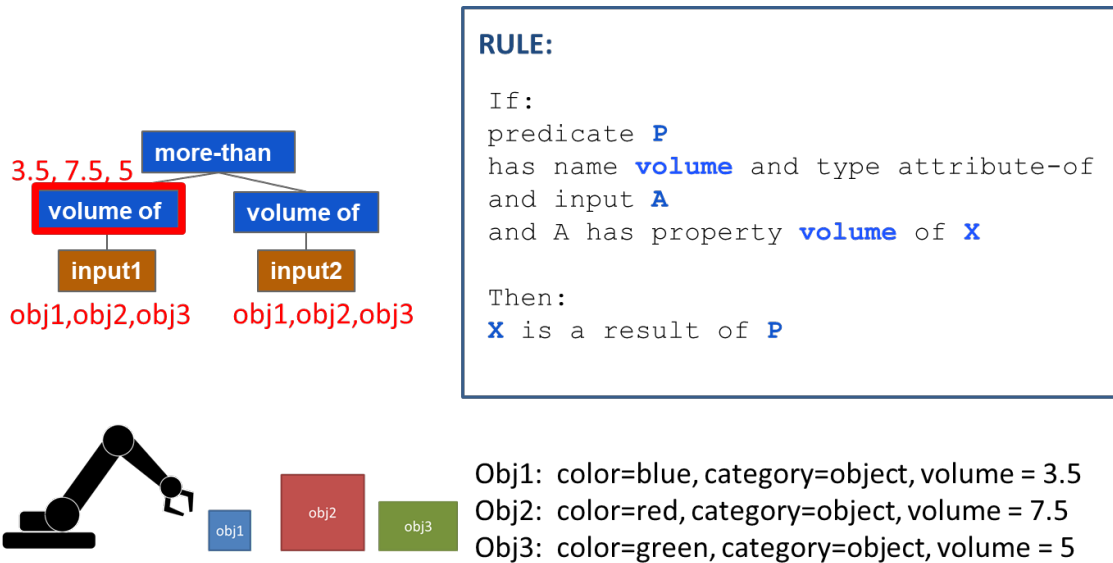 RULE:
If:
predicate P
has name volume and type attribute-of
and input A
and A has property volume of X
Then:
X is a result of P
more-than
3.5, 7.5, 5
volume of
volume of
input1
input2
obj1,obj2,obj3
obj1,obj2,obj3
obj1
obj2
obj3
Obj1: color=blue, category=object, volume = 3.5
Obj2: color=red, category=object, volume = 7.5
Obj3: color=green, category=object, volume = 5